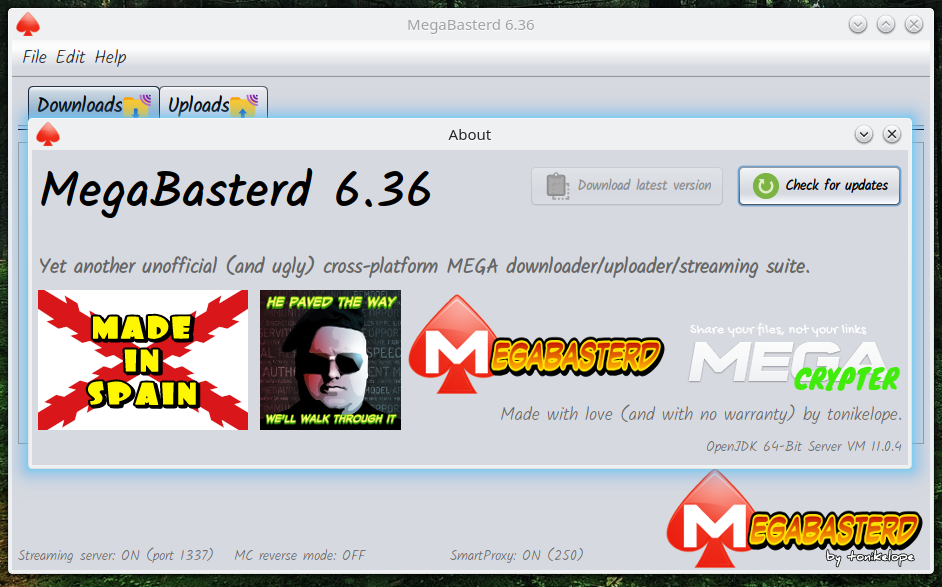 MegaBasterd 6.36
File Edit Help
Downloads Uploads
About
MegaBasterd 6.36
Download latest version
Check for updates
Yet another unofficial (and ugly) cross-platform MEGA downloader/uploader/streaming suite.
MADE
IN
SPAIN
HE PAVED THE WAY
WE'LL WALK THROUGH IT
MEGABASTERD
Share your files, not your links
MEGA
CRYPTER
Made with love (and with no warranty) by tonikelope.
OpenJDK 64-Bit Server VM 11.0.4
MEGABASTERD
by tonikelope
Streaming server: ON (port 1337) MC reverse mode: OFF SmartProxy: ON (250)